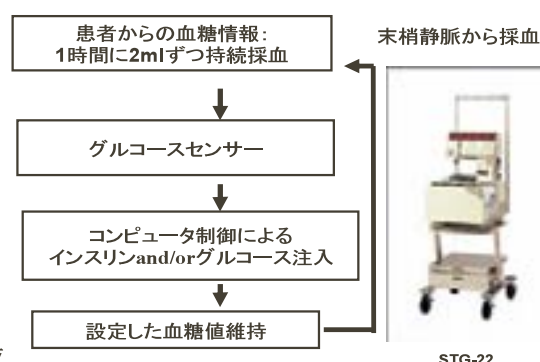 患者からの血糖情報：
1時間に2mlずつ持続採血
末梢静脈から採血
グルコースセンサー
コンピュータ制御による
インスリンand/orグルコース注入
設定した血糖値維持
STG-22